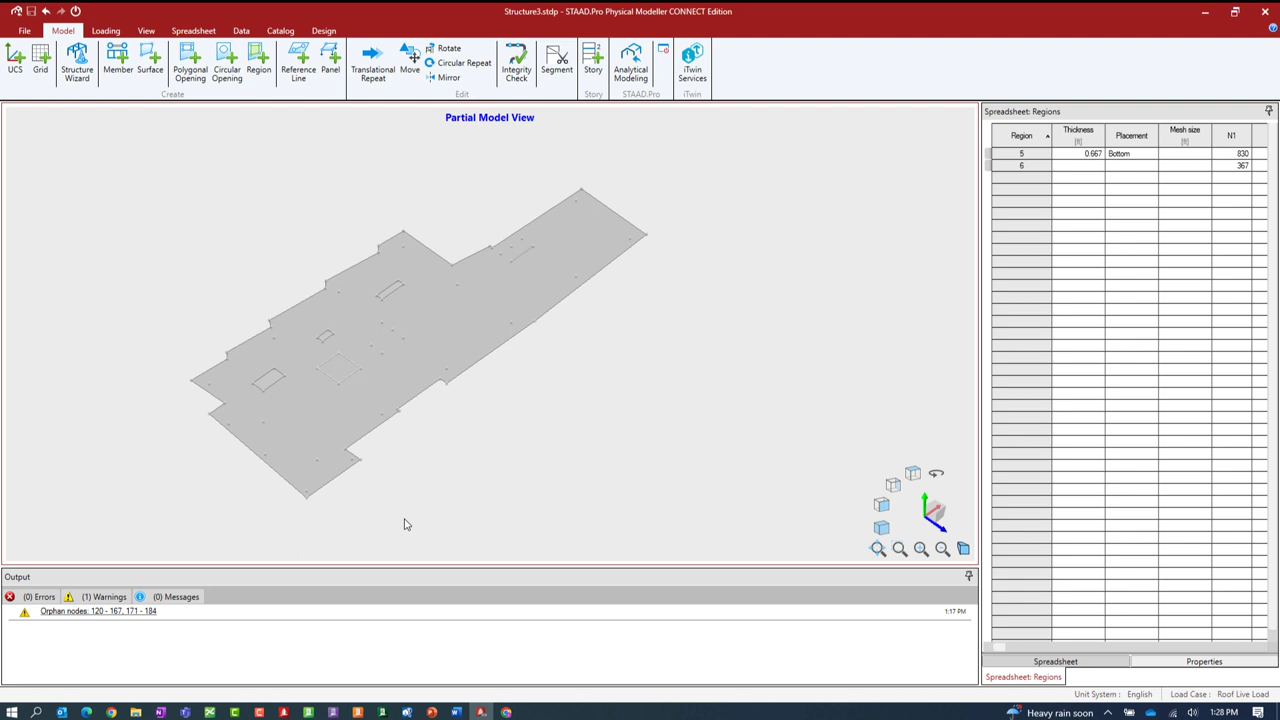 Structure3.stdp - STAAD.Pro Physical Modeller CONNECT Edition
File Model Loading View Spreadsheet Data Catalog Design
UCS Grid Structure Wizard Member Surface Polygonal Opening Circular Opening Region Reference Line Panel Translational Repeat Move Rotate Circular Repeat Mirror Integrity Check Segment Story Analytical Modeling iTwin Services
Create Edit Story STAAD.Pro iTwin
Partial Model View
Spreadsheet: Regions
Region Thickness [ft] Placement Mesh size [ft] N1
5 0.667 Bottom 830
6 367
Output
(0) Errors (1) Warnings (0) Messages
Orphan nodes: 120 - 167, 171 - 184 1:17 PM
Spreadsheet Properties
Spreadsheet: Regions
Unit System : English Load Case : Roof Live Load
Heavy rain soon 1:28 PM